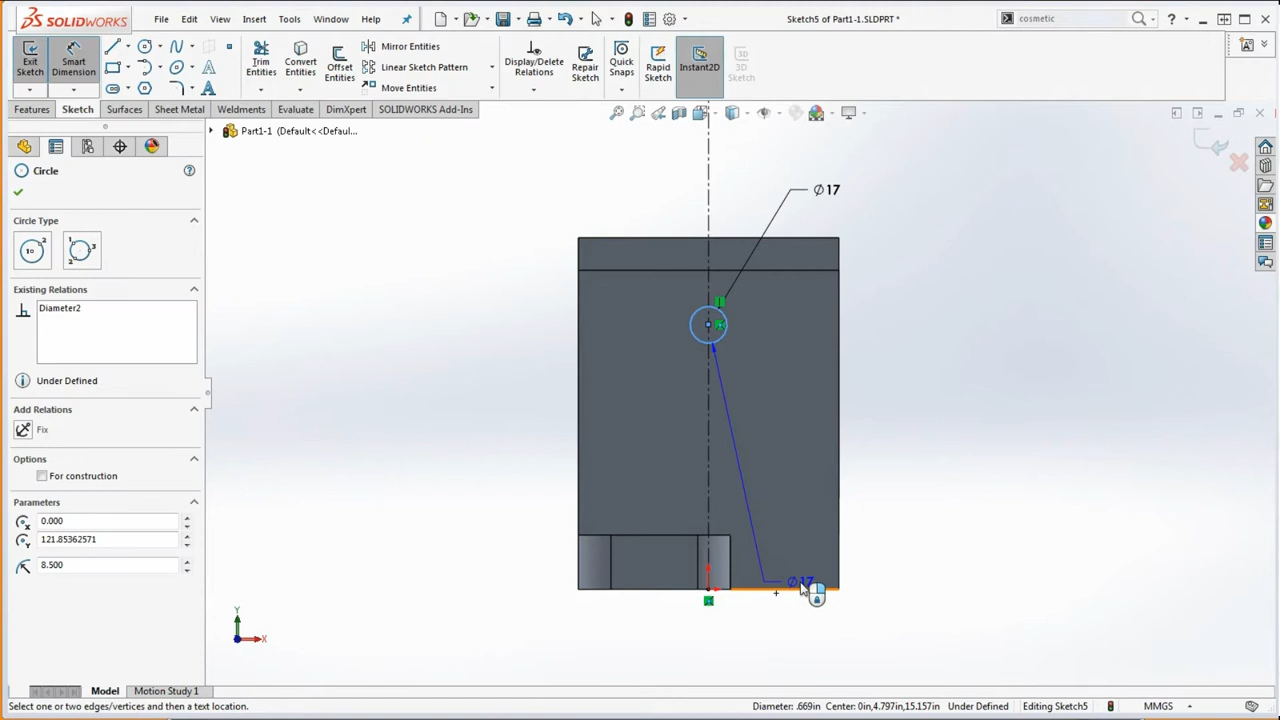 SOLIDWORKS
File Edit View Insert Tools Window Help
Sketch5 of Part1-1.SLDPRT *
cosmetic
Exit Sketch
Smart Dimension
Trim Entities
Convert Entities
Offset Entities
Mirror Entities
Linear Sketch Pattern
Move Entities
Display/Delete Relations
Repair Sketch
Quick Snaps
Rapid Sketch
Instant2D
3D Sketch
Features Sketch Surfaces Sheet Metal Weldments Evaluate DimXpert SOLIDWORKS Add-Ins
Part1-1 (Default<<Defaul...
Circle
Circle Type
Existing Relations
Diameter2
Under Defined
Add Relations
Fix
Options
For construction
Parameters
0.000
121.85362571
8.500
∅17
∅17
Y
X
Model Motion Study 1
Select one or two edges/vertices and then a text location.
Diameter: .669in Center: 0in,4.797in,15.157in Under Defined Editing Sketch5 MMGS